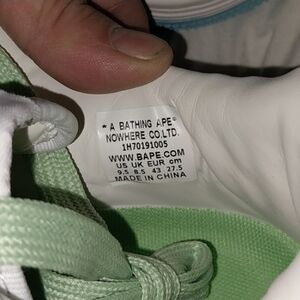 "A BATHING APE"
NOWHERE CO.LTD.
1H70191005
WWW.BAPE.COM
US UK EUR cm
9.5 8.5 43 27.5
MADE IN CHINA